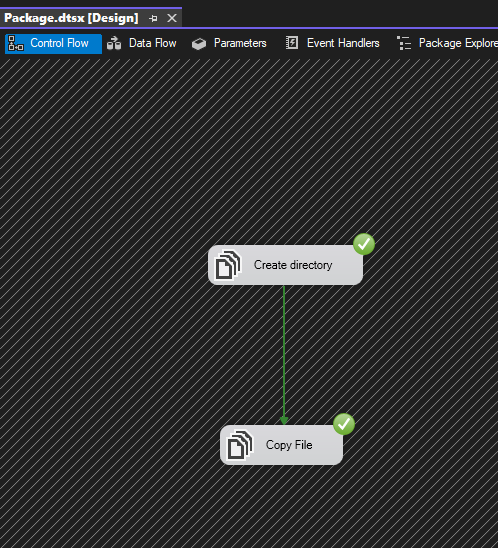 Package.dtsx [Design]
Control Flow Data Flow Parameters Event Handlers Package Explore
Create directory
Copy File